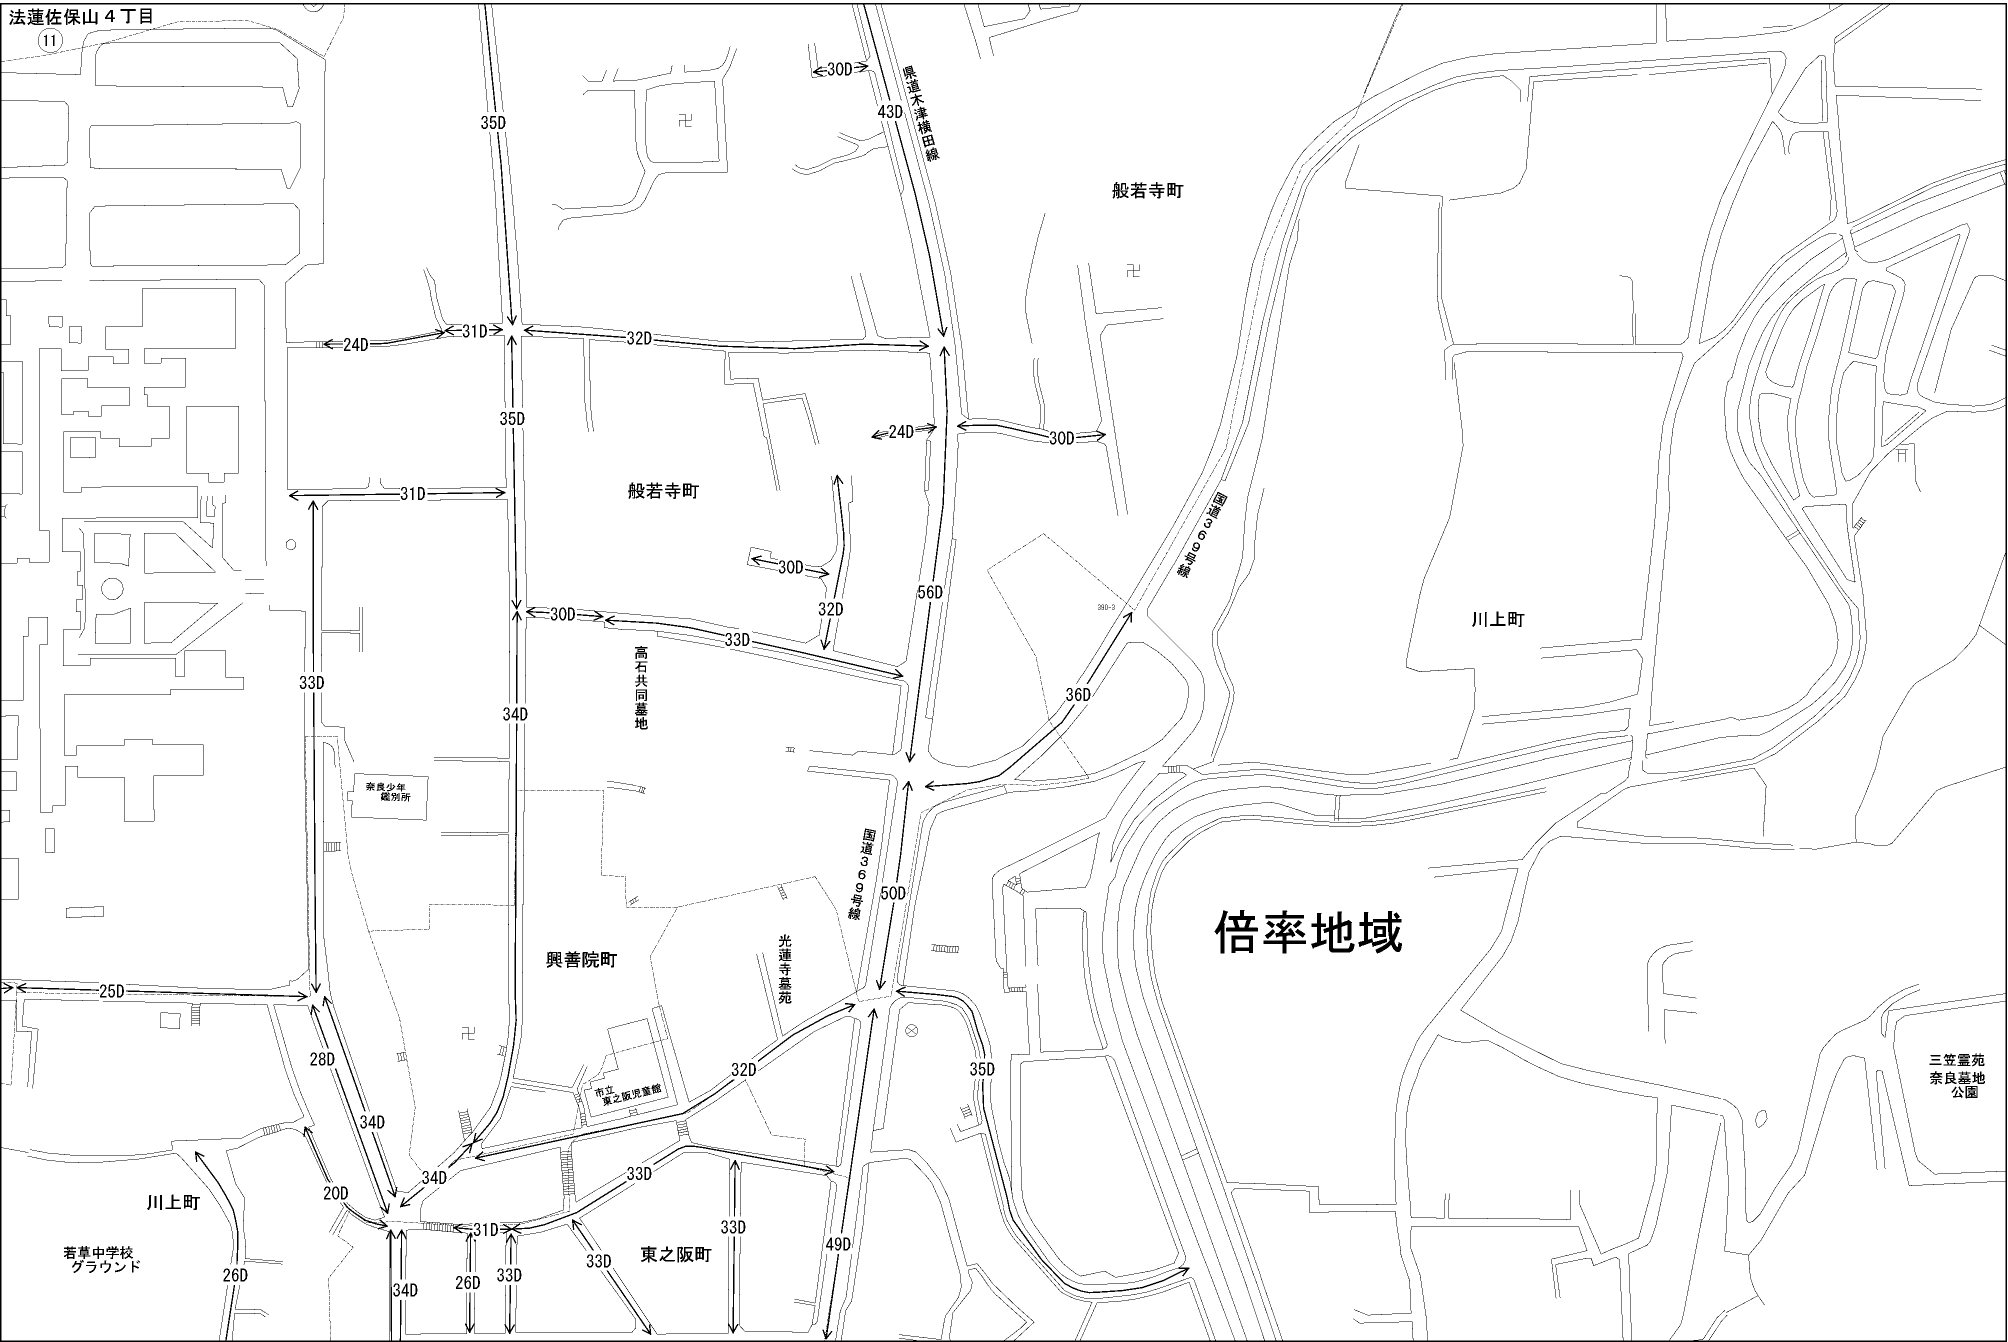 法蓮佐保山4丁目
11
30D
県道木津横田線
35D
43D
般若寺町
24D
31D
32D
35D
24D
30D
31D
般若寺町
国道369号線
30D
56D
390-3
32D
30D
33D
川上町
高石共同墓地
33D
34D
36D
奈良少年
鑑別所
国道369号線
50D
倍率地域
光蓮寺墓苑
興善院町
25D
28D
32D
35D
三笠霊苑
奈良墓地
公園
市立
東之阪児童館
34D
34D
33D
20D
川上町
31D
33D
49D
若草中学校
グラウンド
東之阪町
26D
34D
26D
33D
33D